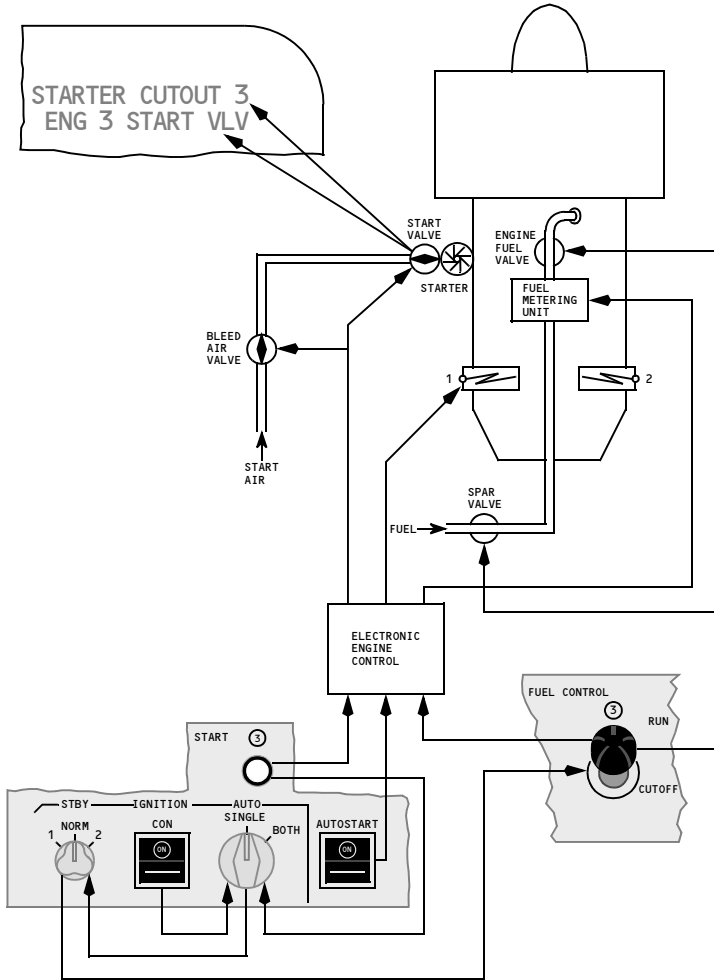 STARTER CUTOUT 3
ENG 3 START VLV
START
VALVE
STARTER
ENGINE
FUEL
VALVE
FUEL
METERING
UNIT
BLEED
AIR
VALVE
1
2
START
AIR
SPAR
VALVE
FUEL
ELECTRONIC
ENGINE
CONTROL
FUEL CONTROL
3
RUN
CUTOFF
START 3
STBY IGNITION AUTO
NORM
1 2
CON
ON
SINGLE
BOTH
AUTOSTART
ON